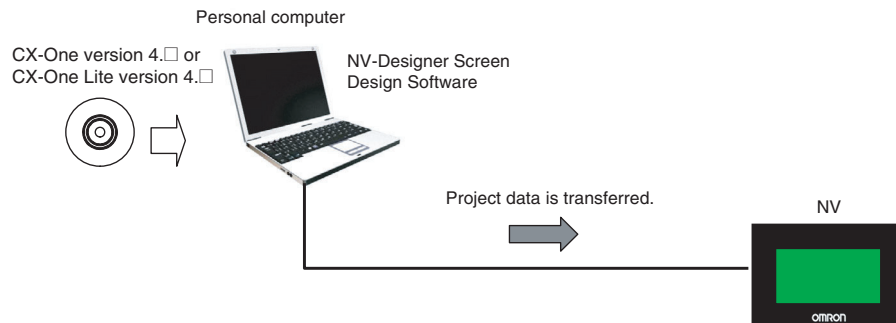 Personal computer
CX-One version 4.□ or
CX-One Lite version 4.□
NV-Designer Screen
Design Software
Project data is transferred.
NV
OMRON